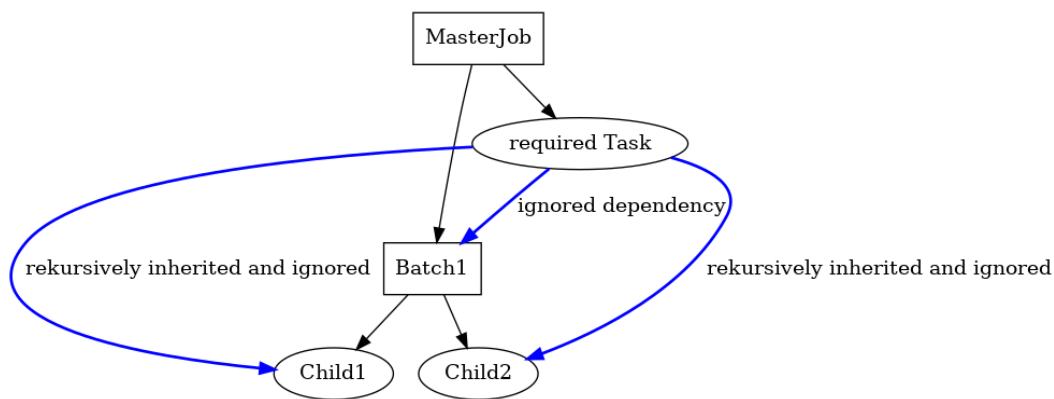 MasterJob
required Task
ignored dependency
rekursively inherited and ignored
Batch1
rekursively inherited and ignored
Child1
Child2